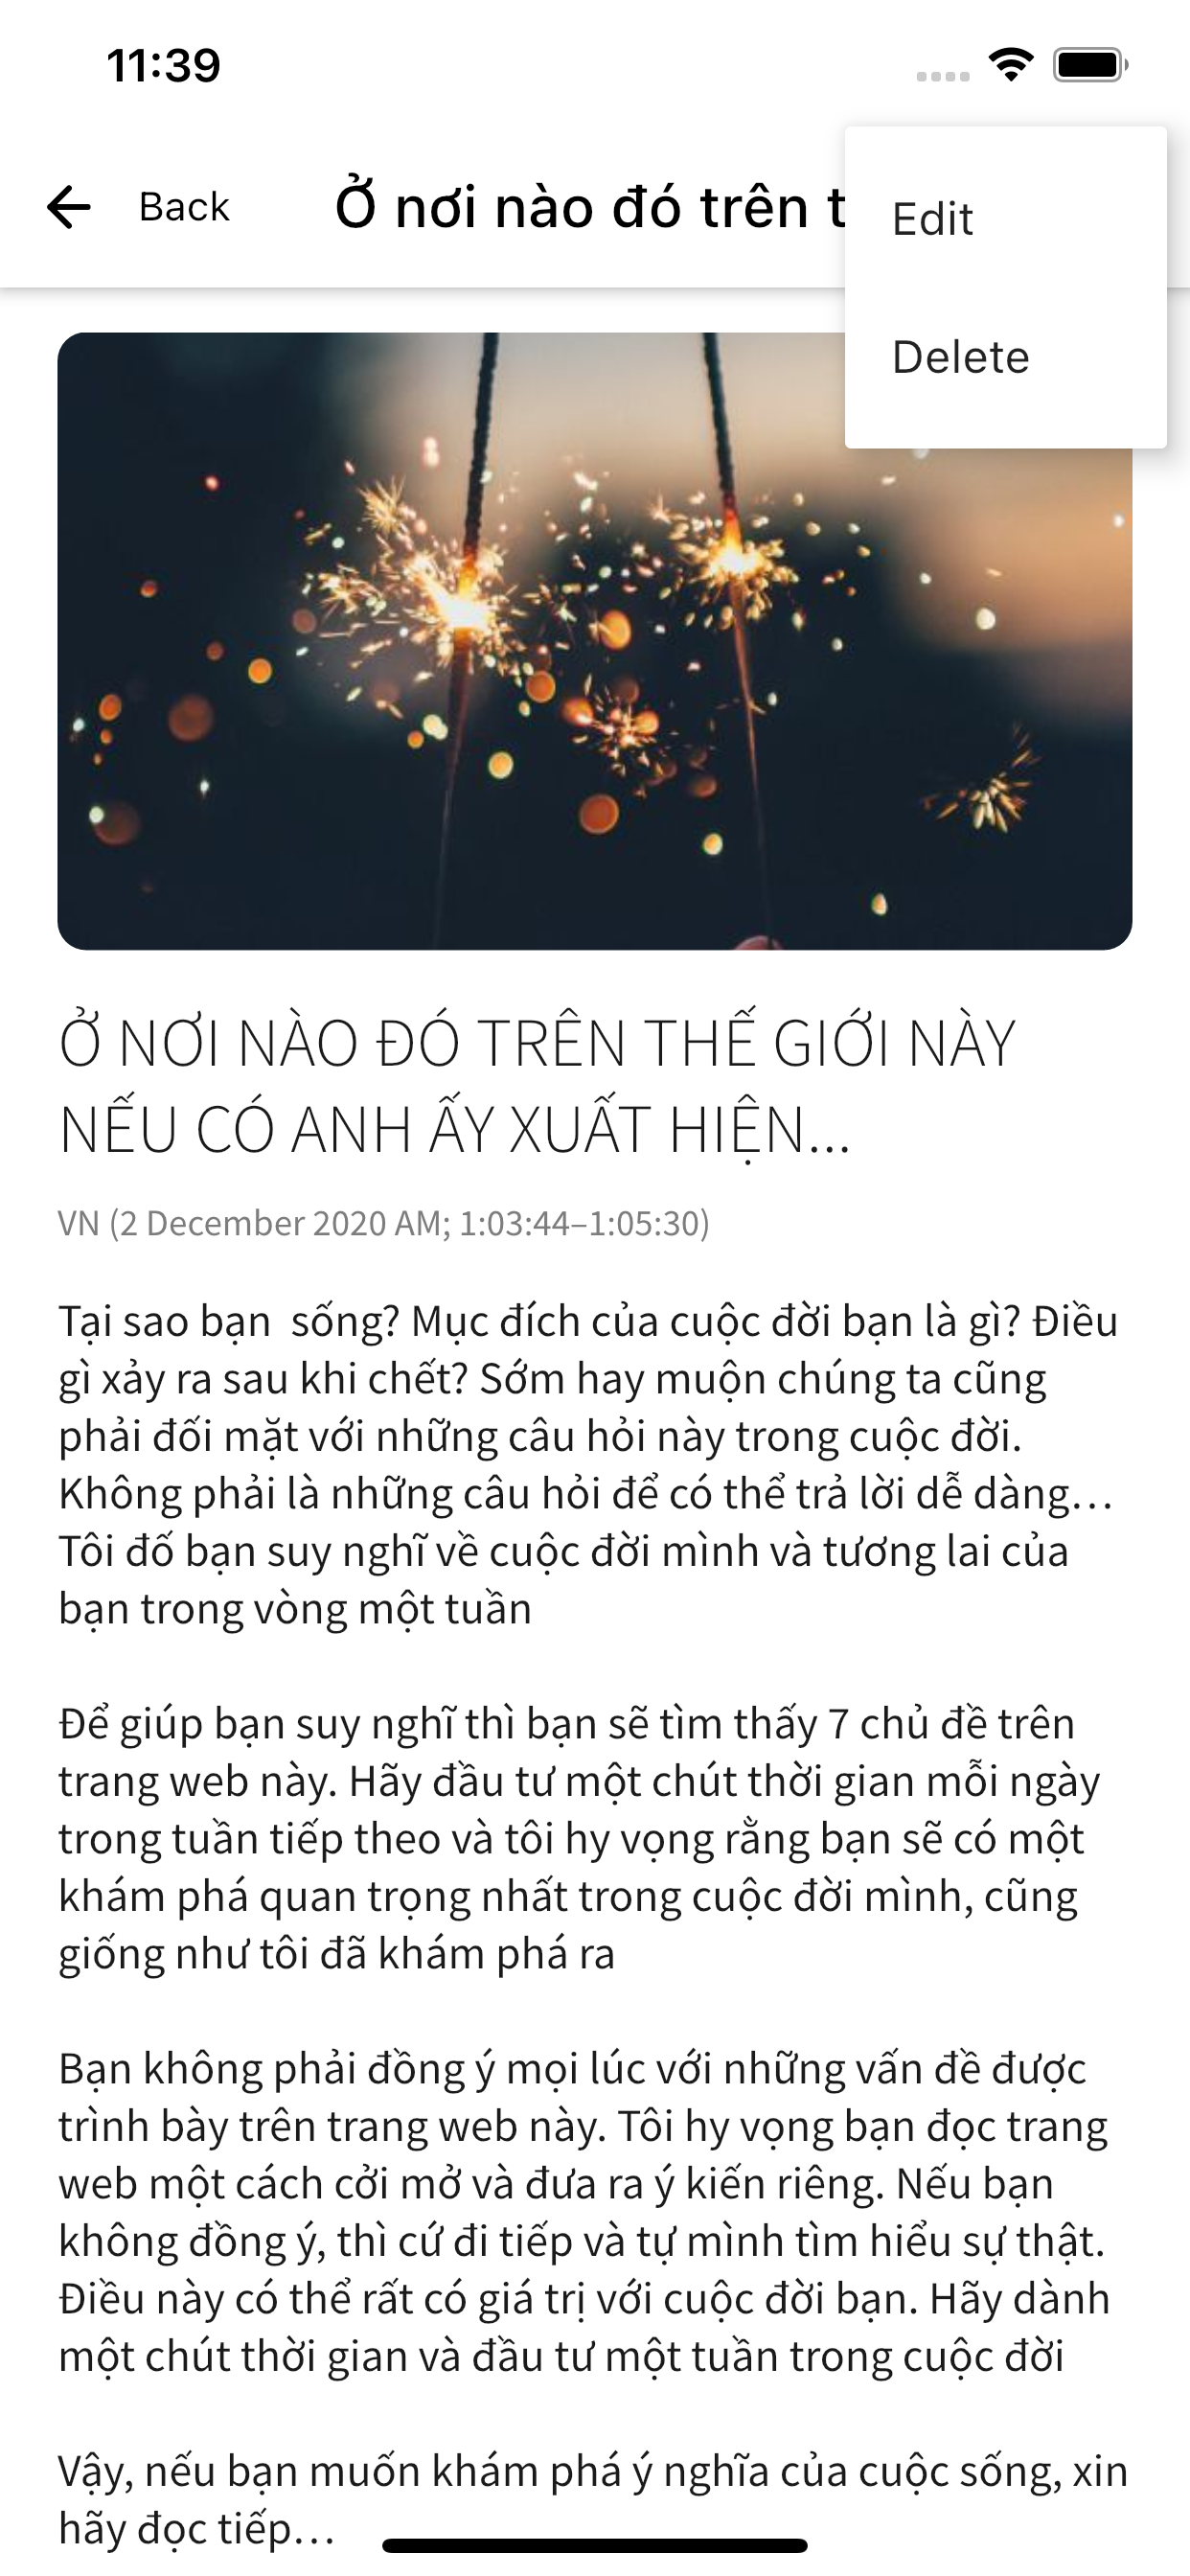 11:39
Back
Ở nơi nào đó trên t
Edit
Delete
Ở NƠI NÀO ĐÓ TRÊN THẾ GIỚI NÀY
NẾU CÓ ANH ẤY XUẤT HIỆN...
VN (2 December 2020 AM; 1:03:44–1:05:30)
Tại sao bạn  sống? Mục đích của cuộc đời bạn là gì? Điều
gì xảy ra sau khi chết? Sớm hay muộn chúng ta cũng
phải đối mặt với những câu hỏi này trong cuộc đời.
Không phải là những câu hỏi để có thể trả lời dễ dàng…
Tôi đố bạn suy nghĩ về cuộc đời mình và tương lai của
bạn trong vòng một tuần
Để giúp bạn suy nghĩ thì bạn sẽ tìm thấy 7 chủ đề trên
trang web này. Hãy đầu tư một chút thời gian mỗi ngày
trong tuần tiếp theo và tôi hy vọng rằng bạn sẽ có một
khám phá quan trọng nhất trong cuộc đời mình, cũng
giống như tôi đã khám phá ra
Bạn không phải đồng ý mọi lúc với những vấn đề được
trình bày trên trang web này. Tôi hy vọng bạn đọc trang
web một cách cởi mở và đưa ra ý kiến riêng. Nếu bạn
không đồng ý, thì cứ đi tiếp và tự mình tìm hiểu sự thật.
Điều này có thể rất có giá trị với cuộc đời bạn. Hãy dành
một chút thời gian và đầu tư một tuần trong cuộc đời
Vậy, nếu bạn muốn khám phá ý nghĩa của cuộc sống, xin
hãy đọc tiếp…